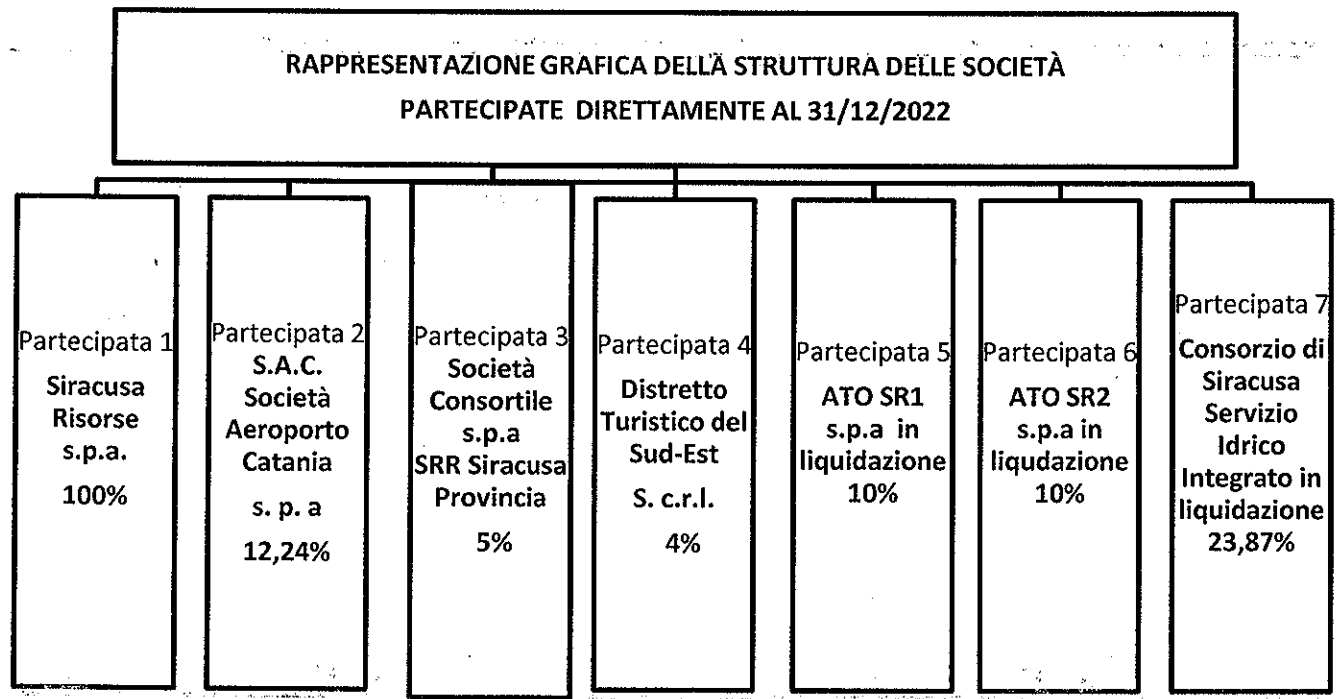 RAPPRESENTAZIONE GRAFICA DELLÀ STRUTTURA DELLE SOCIETÀ
PARTECIPATE DIRETTAMENTE AL 31/12/2022
Partecipata 1
Siracusa
Risorse
s.p.a.
100%
Partecipata 2
S.A.C.
Società
Aeroporto
Catania
s. p. a
12,24%
Partecipata 3
Società
Consortile
s.p.a
SRR Siracusa
Provincia
5%
Partecipata 4
Distretto
Turistico del
Sud-Est
S. c.r.l.
4%
Partecipata 5
ATO SR1
s.p.a in
liquidazione
10%
Partecipata 6
ATO SR2
s.p.a in
liqudazione
10%
Partecipata 7
Consorzio di
Siracusa
Servizio
Idrico
Integrato in
liquidazione
23,87%